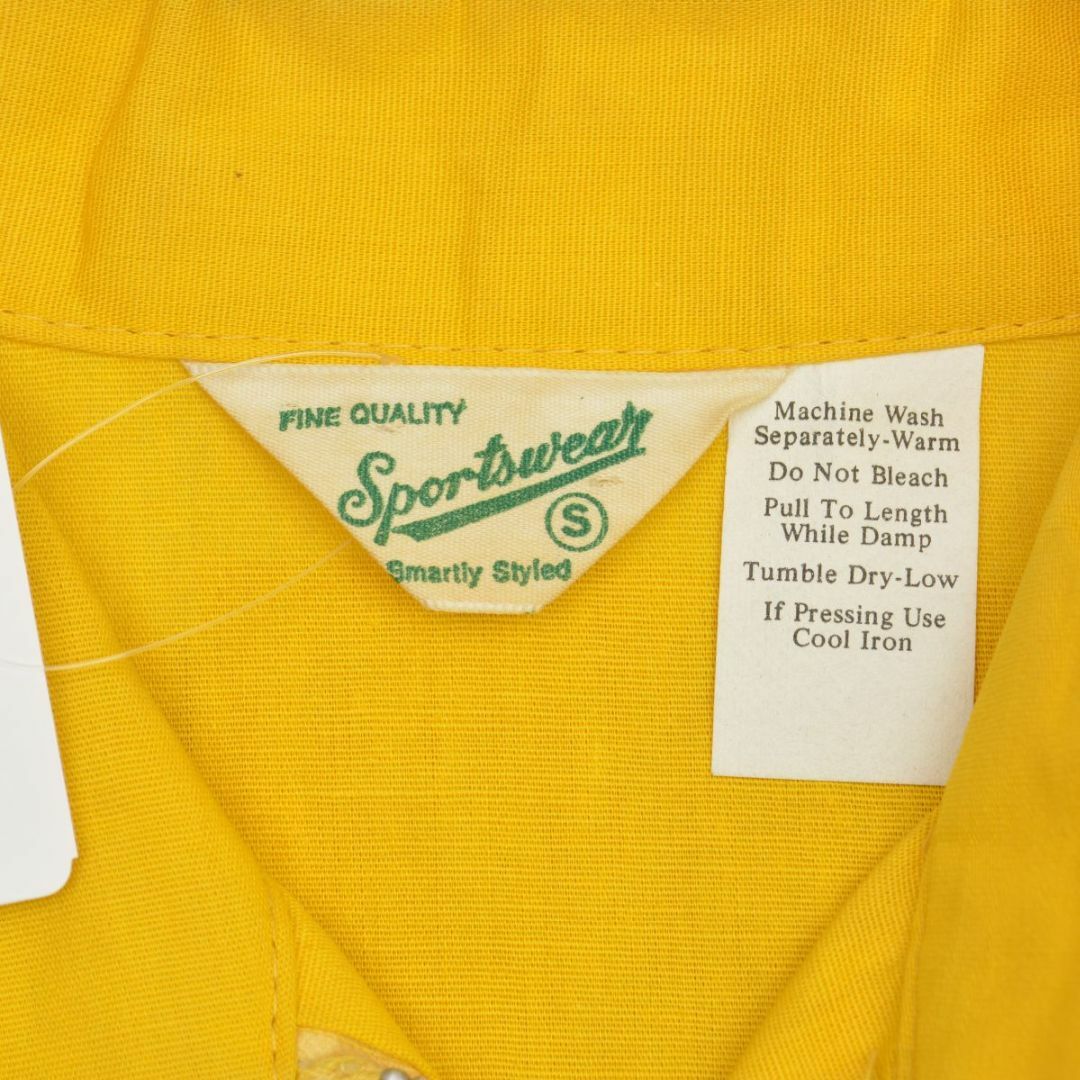 FINE QUALITY
Sportswear
S
Smartly Styled
Machine Wash
Separately-Warm
Do Not Bleach
Pull To Length
While Damp
Tumble Dry-Low
If Pressing Use
Cool Iron